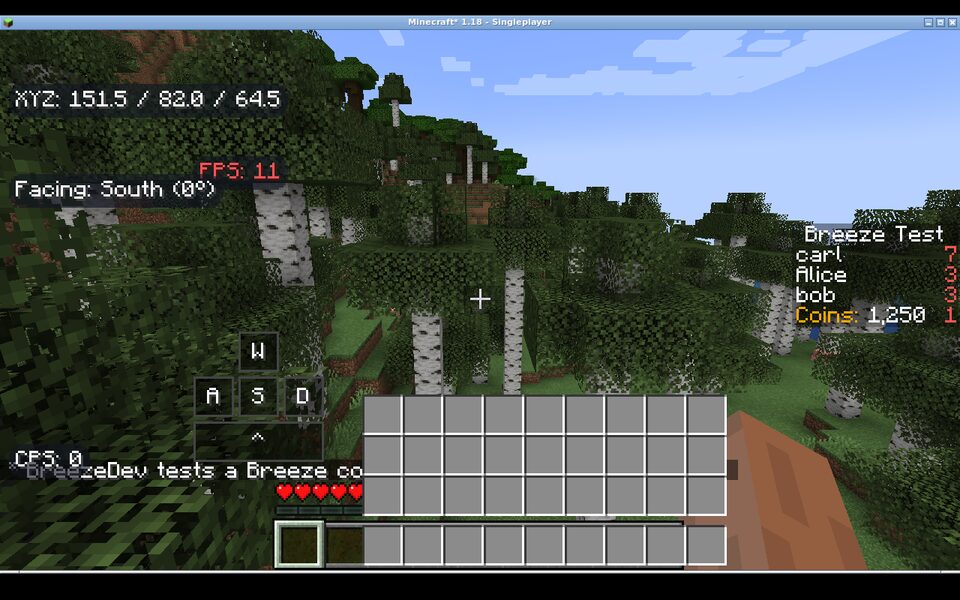 Minecraft* 1.18 - Singleplayer
XYZ: 151.5 / 82.0 / 64.5
FPS: 11
Facing: South (0°)
Breeze Test
carl 7
Alice 3
bob 3
Coins: 1,250 1
W
A S D
^
CPS: 0
* BreezeDev tests a Breeze co